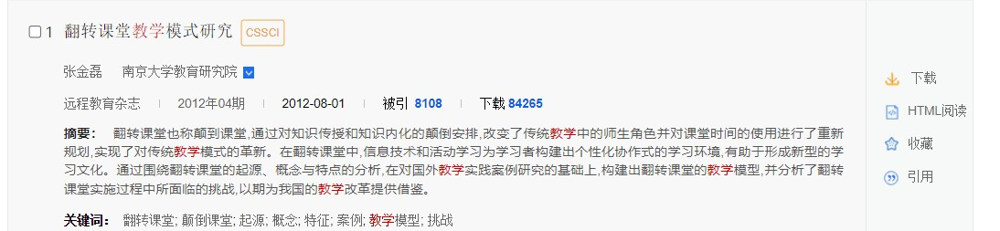 1 翻转课堂教学模式研究 CSSCI
张金磊 南京大学教育研究院
远程教育杂志 2012年04期 2012-08-01 被引 8108 下载 84265
摘要： 翻转课堂也称颠倒课堂,通过对知识传授和知识内化的颠倒安排,改变了传统教学中的师生角色并对课堂时间的使用进行了重新
规划,实现了对传统教学模式的革新。在翻转课堂中,信息技术和活动学习为学习者构建出个性化协作式的学习环境,有助于形成新型的学
习文化。通过围绕翻转课堂的起源、概念与特点的分析,在对国外教学实践案例研究的基础上,构建出翻转课堂的教学模型,并分析了翻转
课堂实施过程中所面临的挑战,以期为我国的教学改革提供借鉴。
关键词： 翻转课堂; 颠倒课堂; 起源; 概念; 特征; 案例; 教学模型; 挑战
下载
HTML阅读
收藏
引用